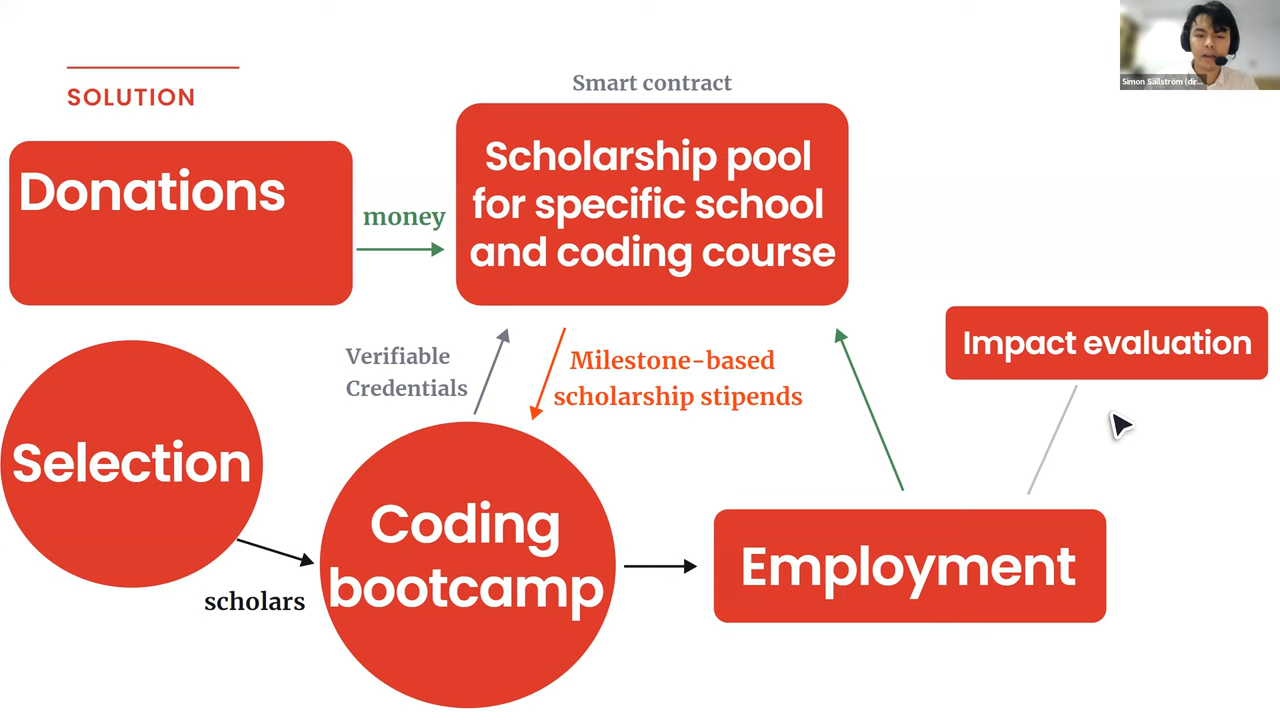 SOLUTION
Smart contract
Donations
money
Scholarship pool
for specific school
and coding course
Verifiable
Credentials
Milestone-based
scholarship stipends
Impact evaluation
Selection
scholars
Coding
bootcamp
Employment
Simon Sällström (dir...